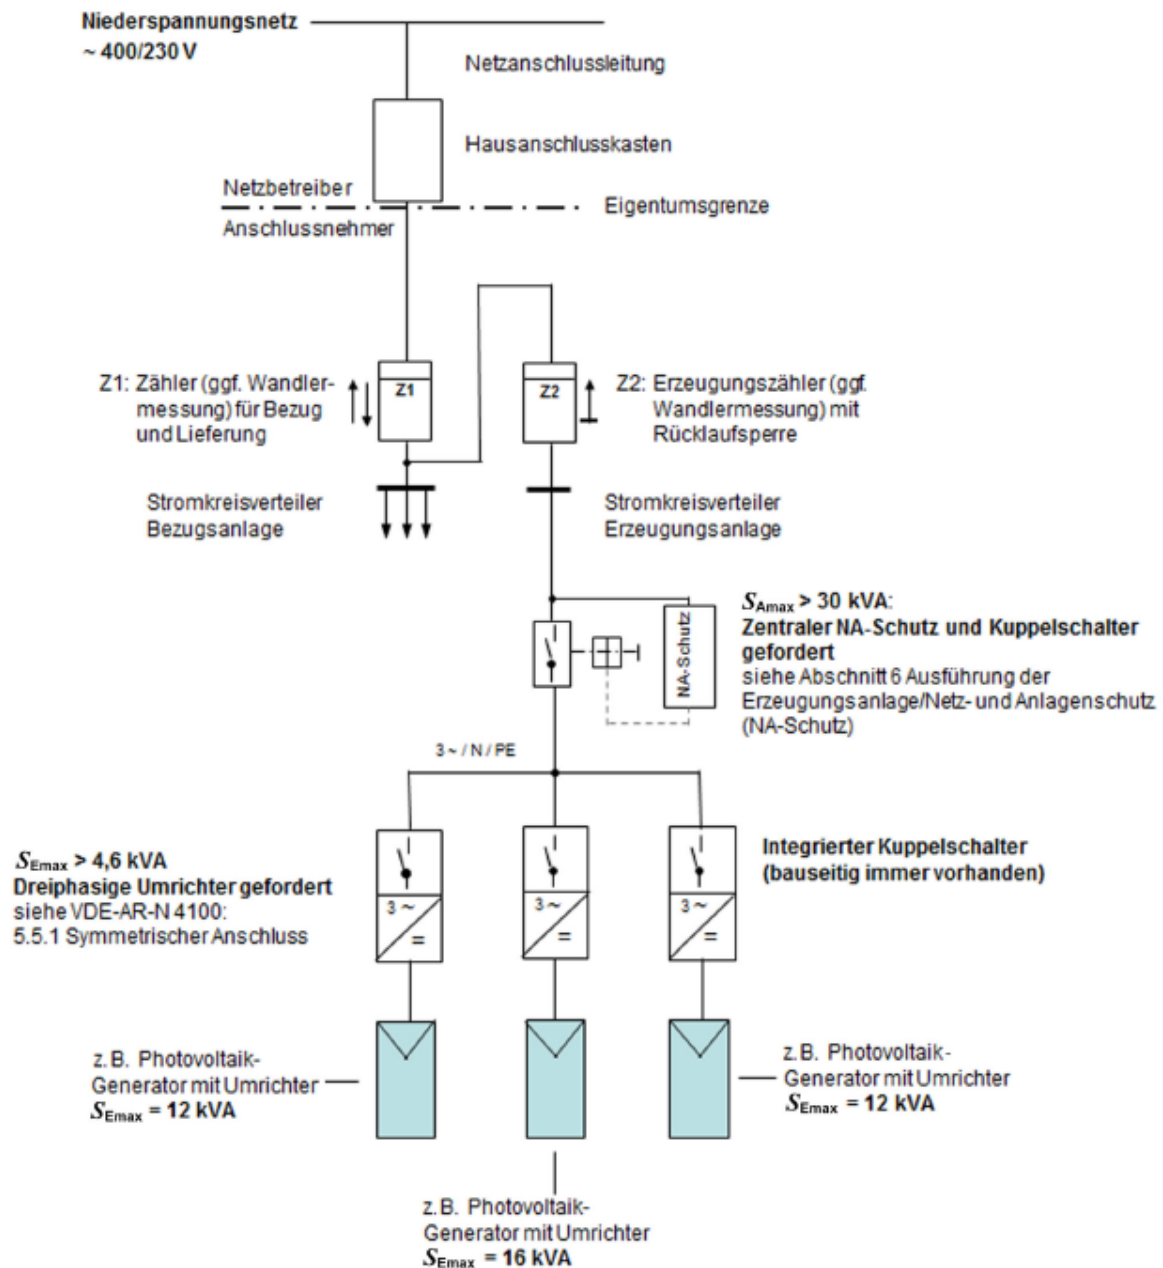 Niederspannungsnetz
~ 400/230 V
Netzanschlussleitung
Hausanschlusskasten
Netzbetreiber
Eigentumsgrenze
Anschlussnehmer
Z1: Zähler (ggf. Wandler-
messung) für Bezug
und Lieferung
Z1
Z2
Z2: Erzeugungszähler (ggf.
Wandlermessung) mit
Rücklaufsperre
Stromkreisverteiler
Bezugsanlage
Stromkreisverteiler
Erzeugungsanlage
NA-Schutz
SAmax > 30 kVA:
Zentraler NA-Schutz und Kuppelschalter
gefordert
siehe Abschnitt 6 Ausführung der
Erzeugungsanlage/Netz- und Anlagenschutz
(NA-Schutz)
3 ~ / N / PE
SEmax > 4,6 kVA
Dreiphasige Umrichter gefordert
siehe VDE-AR-N 4100:
5.5.1 Symmetrischer Anschluss
3 ~
=
3 ~
=
3 ~
=
Integrierter Kuppelschalter
(bauseitig immer vorhanden)
z.B. Photovoltaik-
Generator mit Umrichter
SEmax = 12 kVA
z.B. Photovoltaik-
Generator mit Umrichter
SEmax = 12 kVA
z.B. Photovoltaik-
Generator mit Umrichter
SEmax = 16 kVA